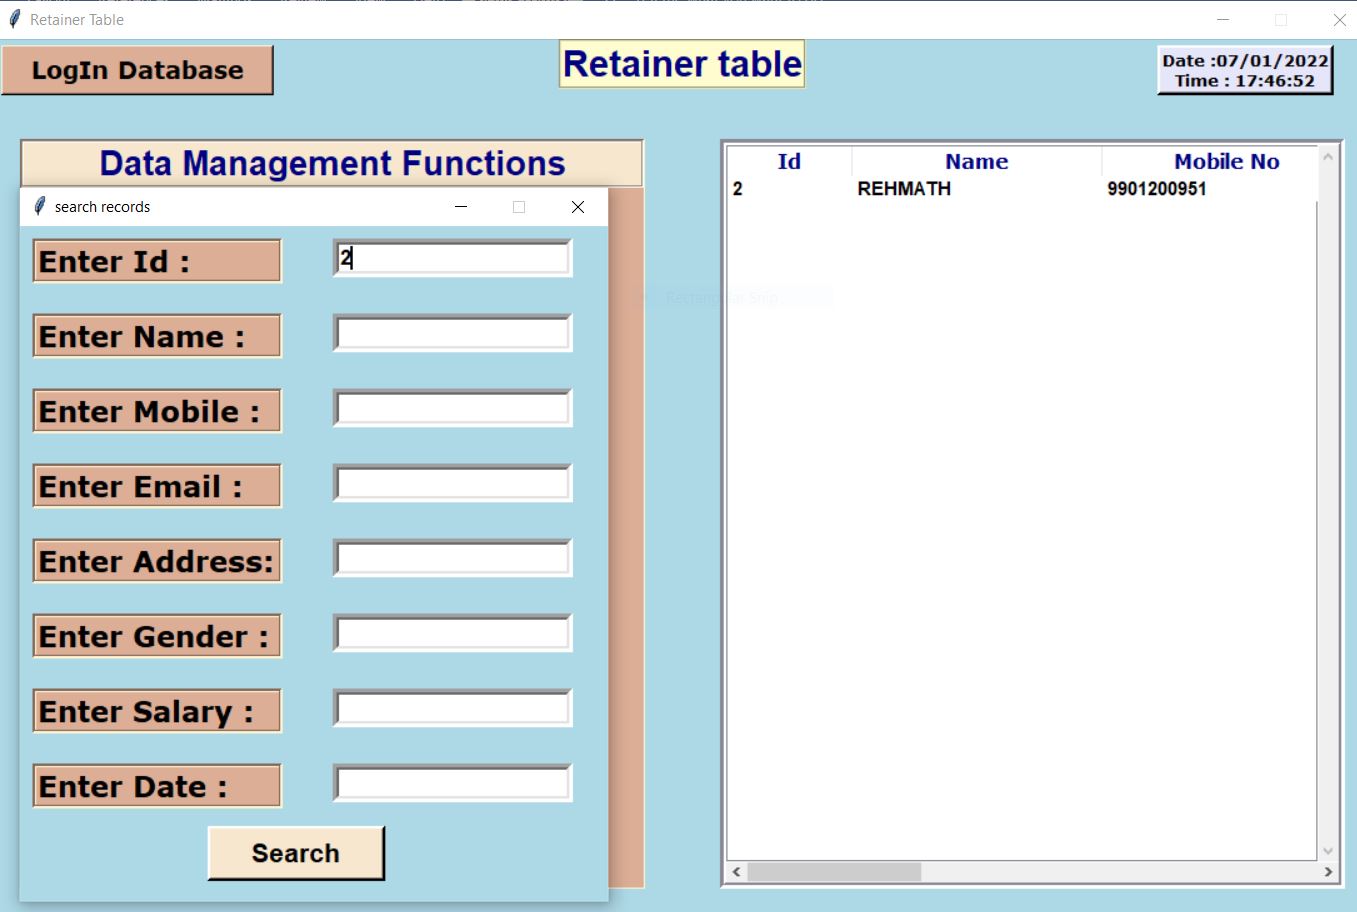 Retainer Table
LogIn Database
Retainer table
Date :07/01/2022
Time : 17:46:52
Data Management Functions
search records
Enter Id :
2
Enter Name :
Enter Mobile :
Enter Email :
Enter Address:
Enter Gender :
Enter Salary :
Enter Date :
Search
Id Name Mobile No
2 REHMATH 9901200951
Rectangular Snip